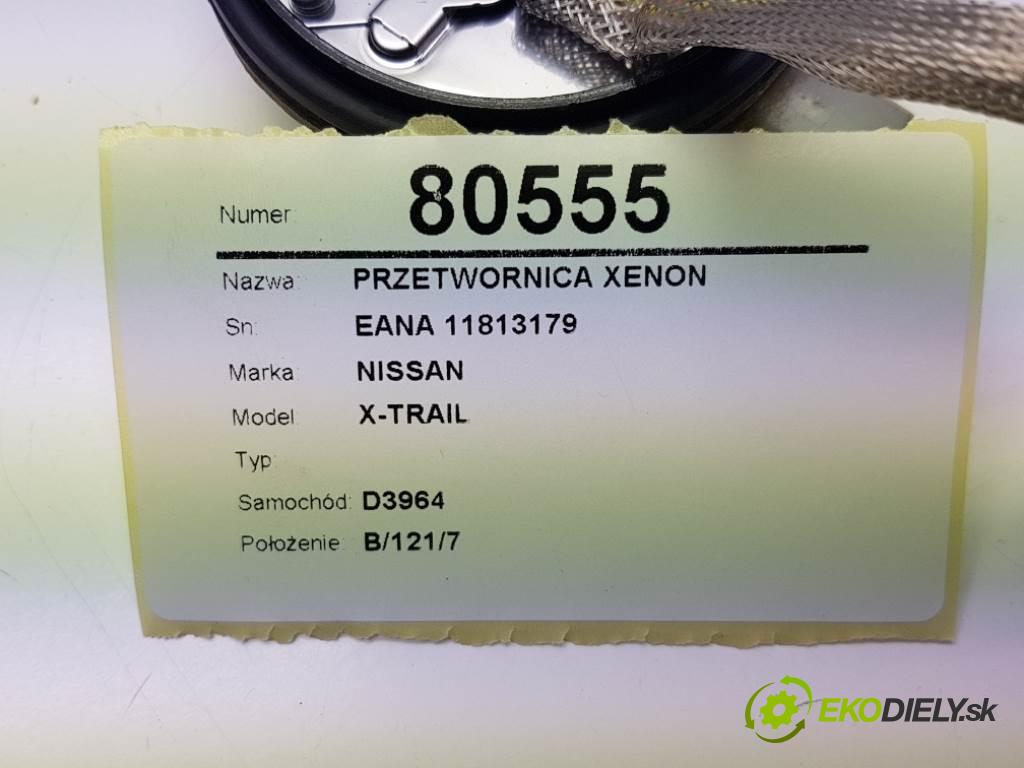 Numer: 80555
Nazwa: PRZETWORNICA XENON
Sn: EANA 11813179
Marka: NISSAN
Model: X-TRAIL
Typ:
Samochód: D3964
Położenie: B/121/7
EKODIELY.sk